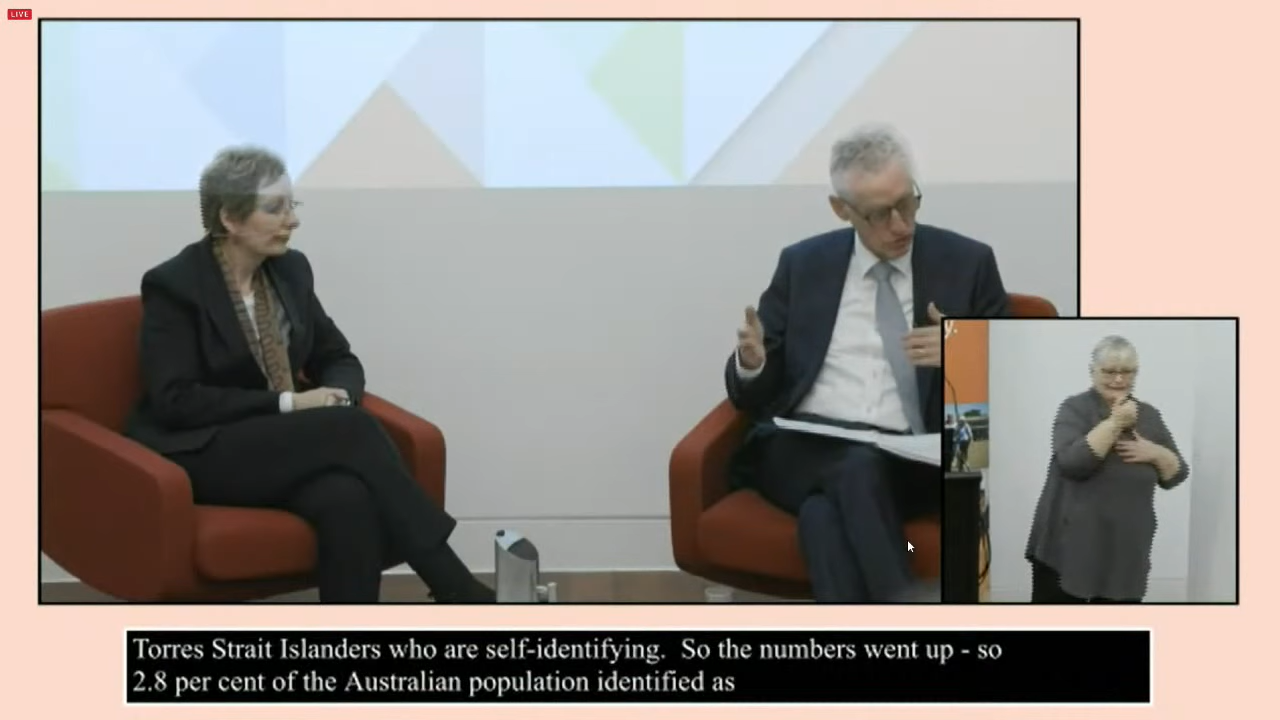 LIVE
y.
Torres Strait Islanders who are self-identifying.  So the numbers went up - so
2.8 per cent of the Australian population identified as